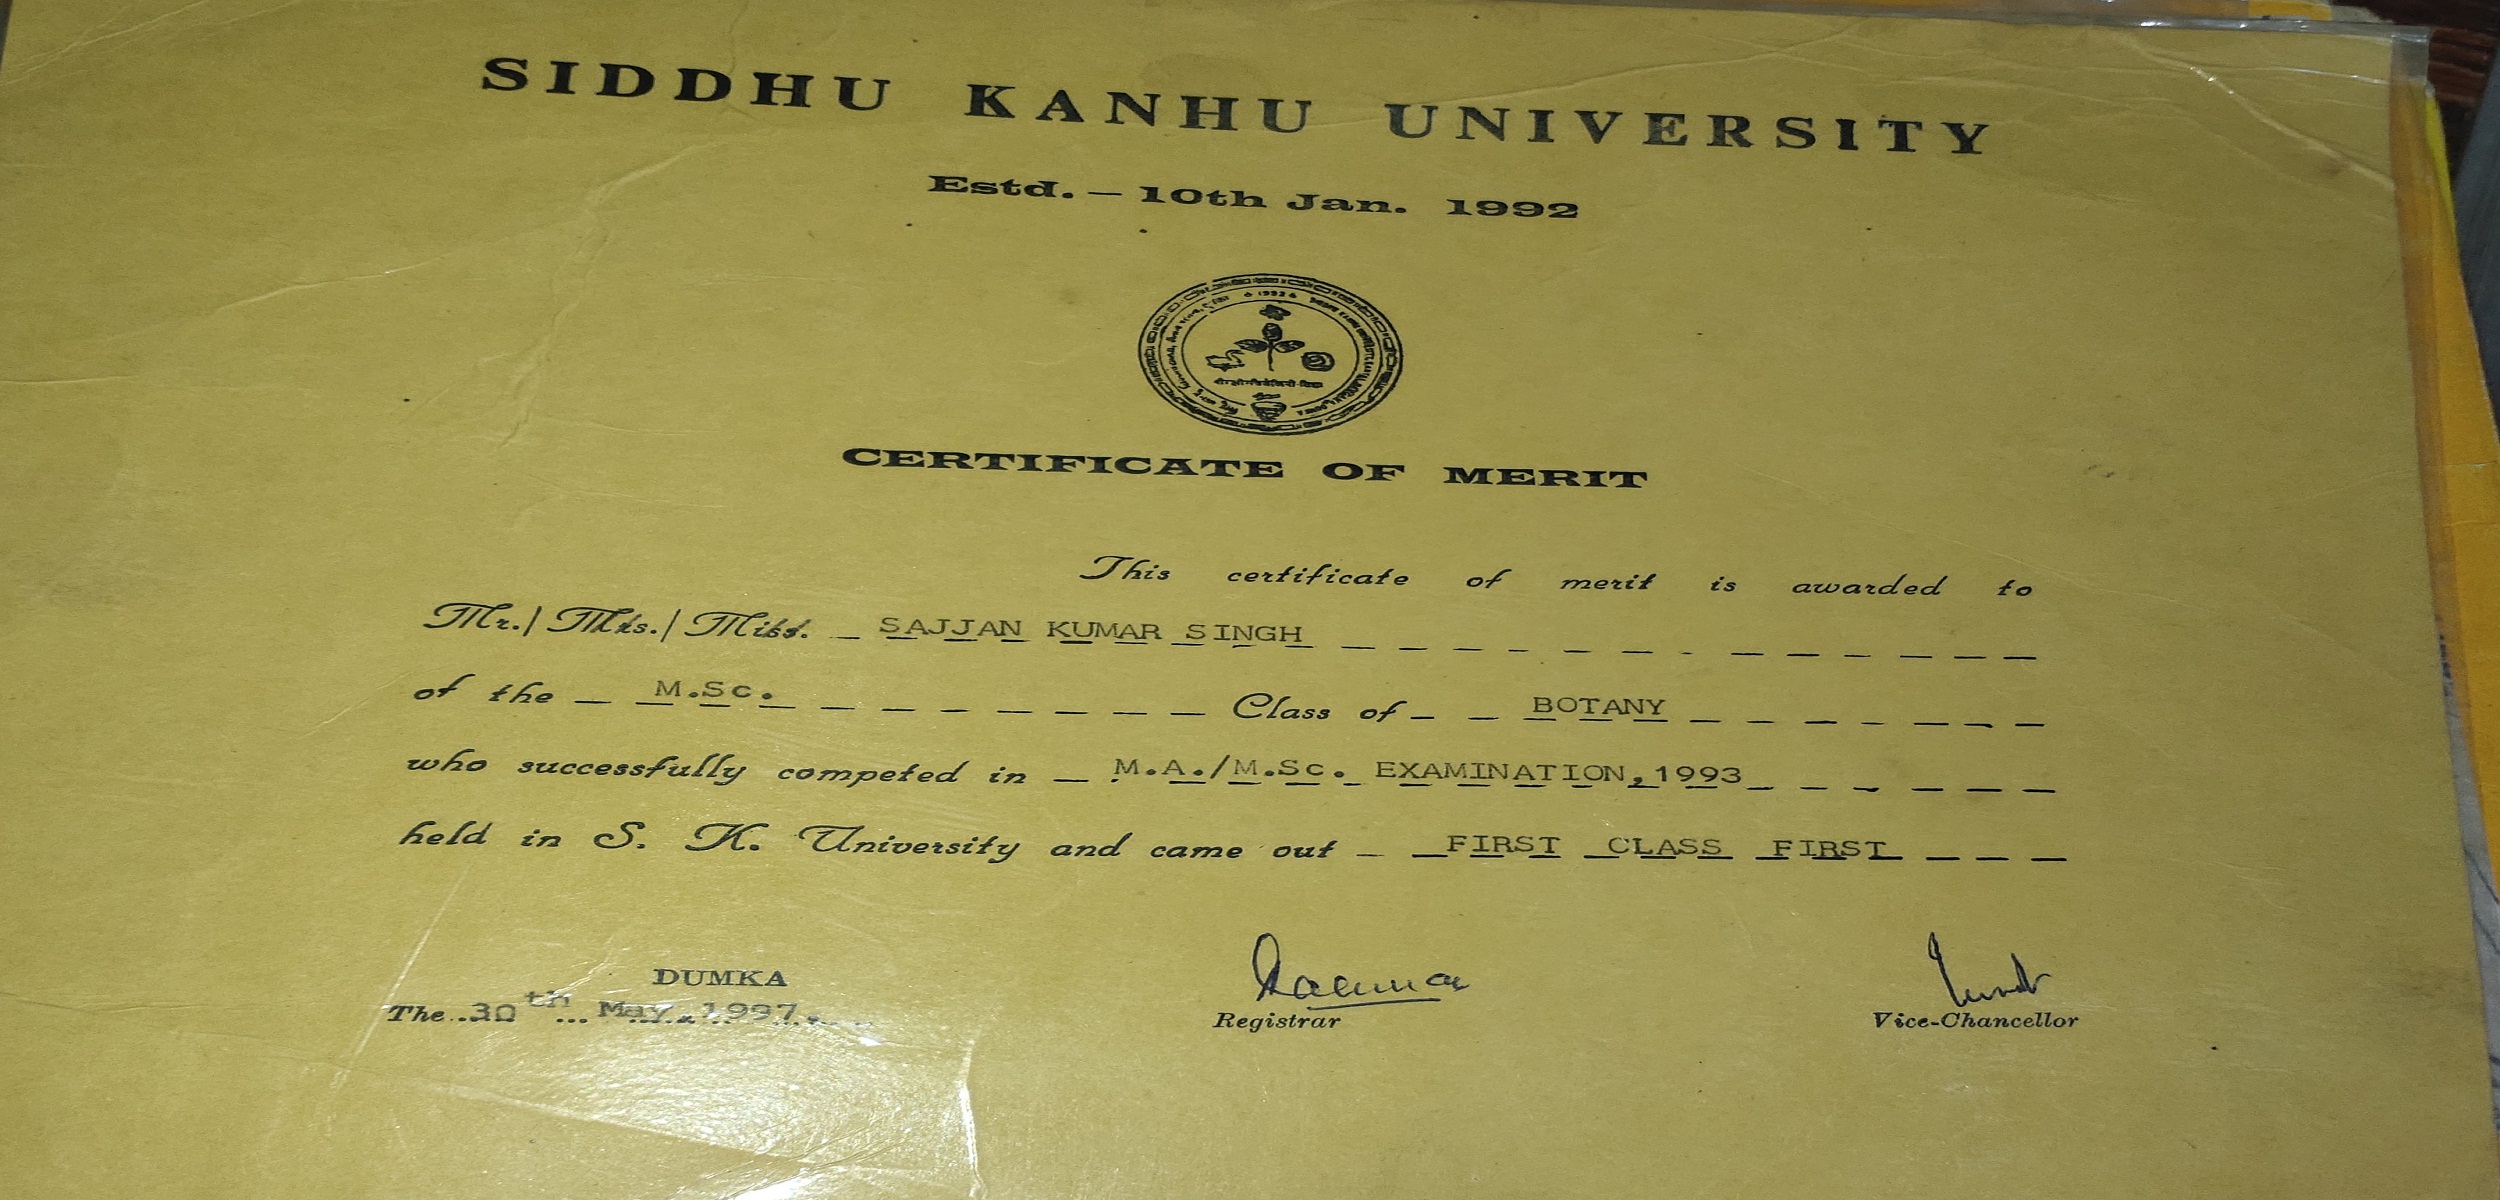 SIDDHU KANHU UNIVERSITY
Estd. – 10th Jan. 1992
1992
CERTIFICATE OF MERIT
This certificate of merit is awarded to
Mr./ Mrs./ Miss. SAJJAN KUMAR SINGH
of the M.Sc. Class of BOTANY
who successfully competed in M.A./M.Sc. EXAMINATION, 1993
held in S. K. University and came out FIRST CLASS FIRST
DUMKA
The 30th May, 1997.
Registrar
Vice-Chancellor